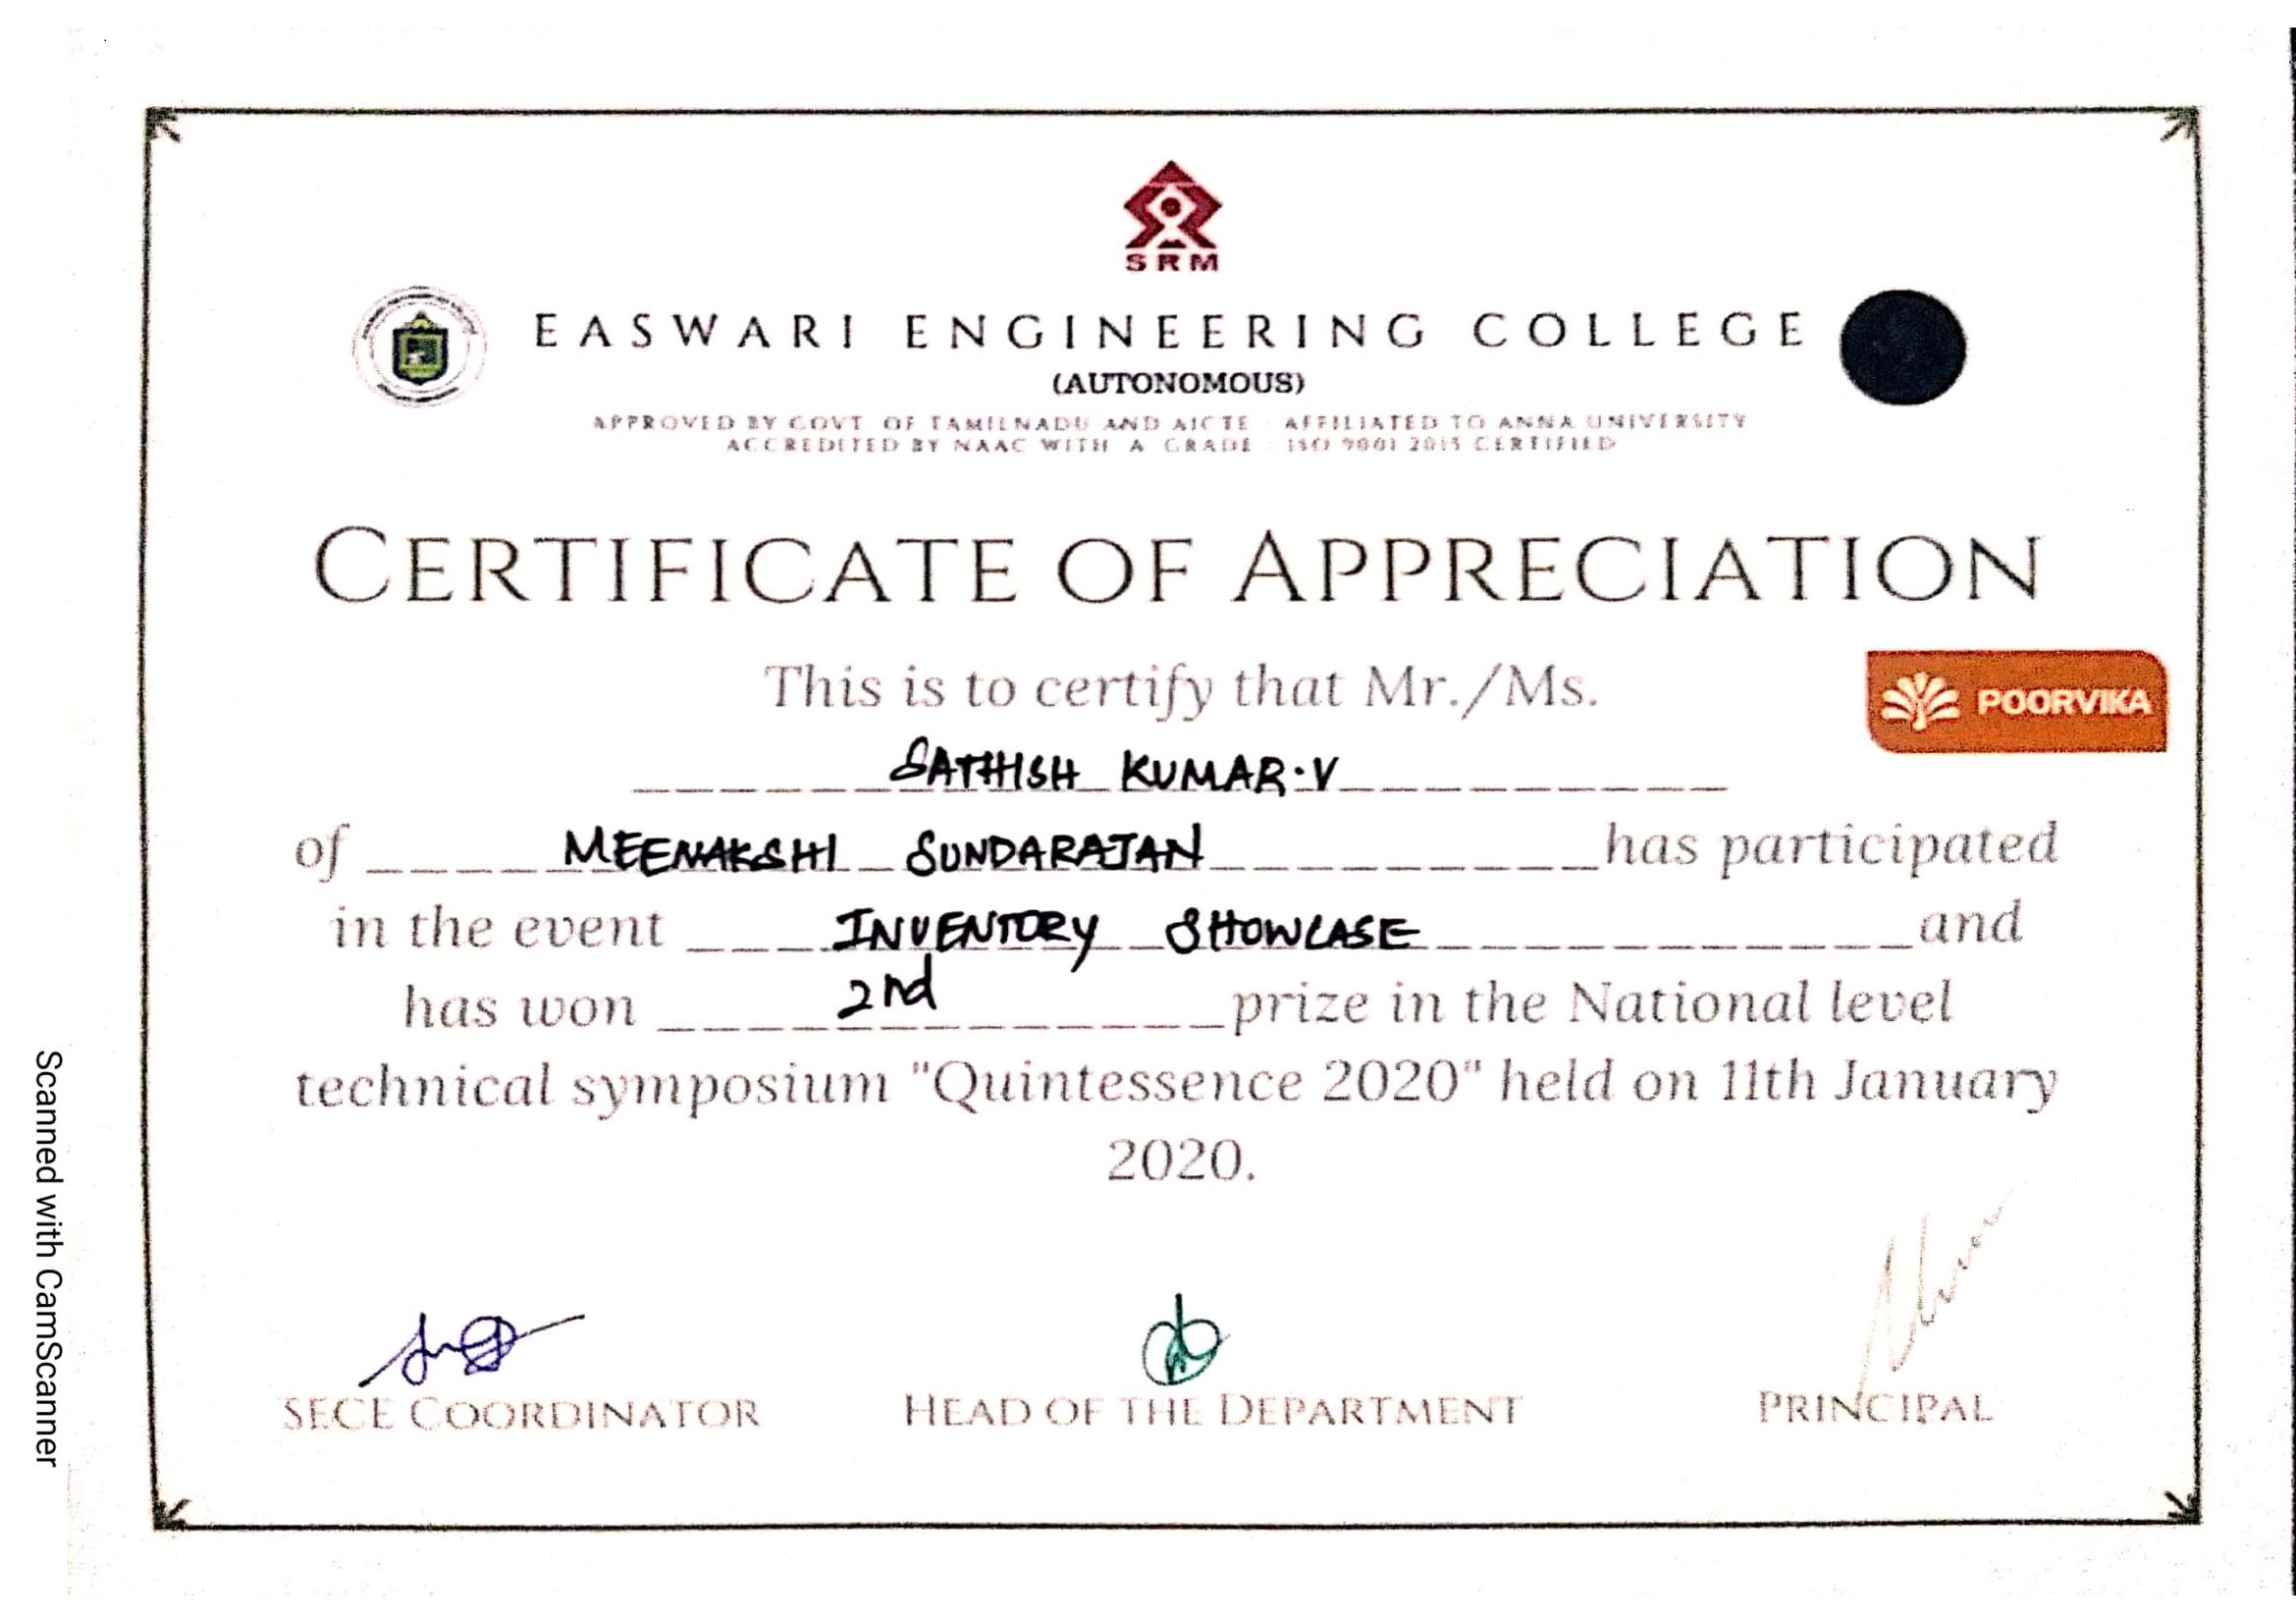 SRM
EASWARI ENGINEERING COLLEGE
(AUTONOMOUS)
APPROVED BY GOVT OF TAMILNADU AND AICTE AFFILIATED TO ANNA UNIVERSITY
ACCREDITED BY NAAC WITH A GRADE ISO 9001 2015 CERTIFIED
CERTIFICATE OF APPRECIATION
This is to certify that Mr./Ms.
POORVIKA
SATHISH KUMAR.V
of MEENAKSHI SUNDARAJAN has participated
in the event INVENTORY SHOWCASE and
has won 2nd prize in the National level
technical symposium "Quintessence 2020" held on 11th January
2020.
SECE COORDINATOR HEAD OF THE DEPARTMENT PRINCIPAL
Scanned with CamScanner